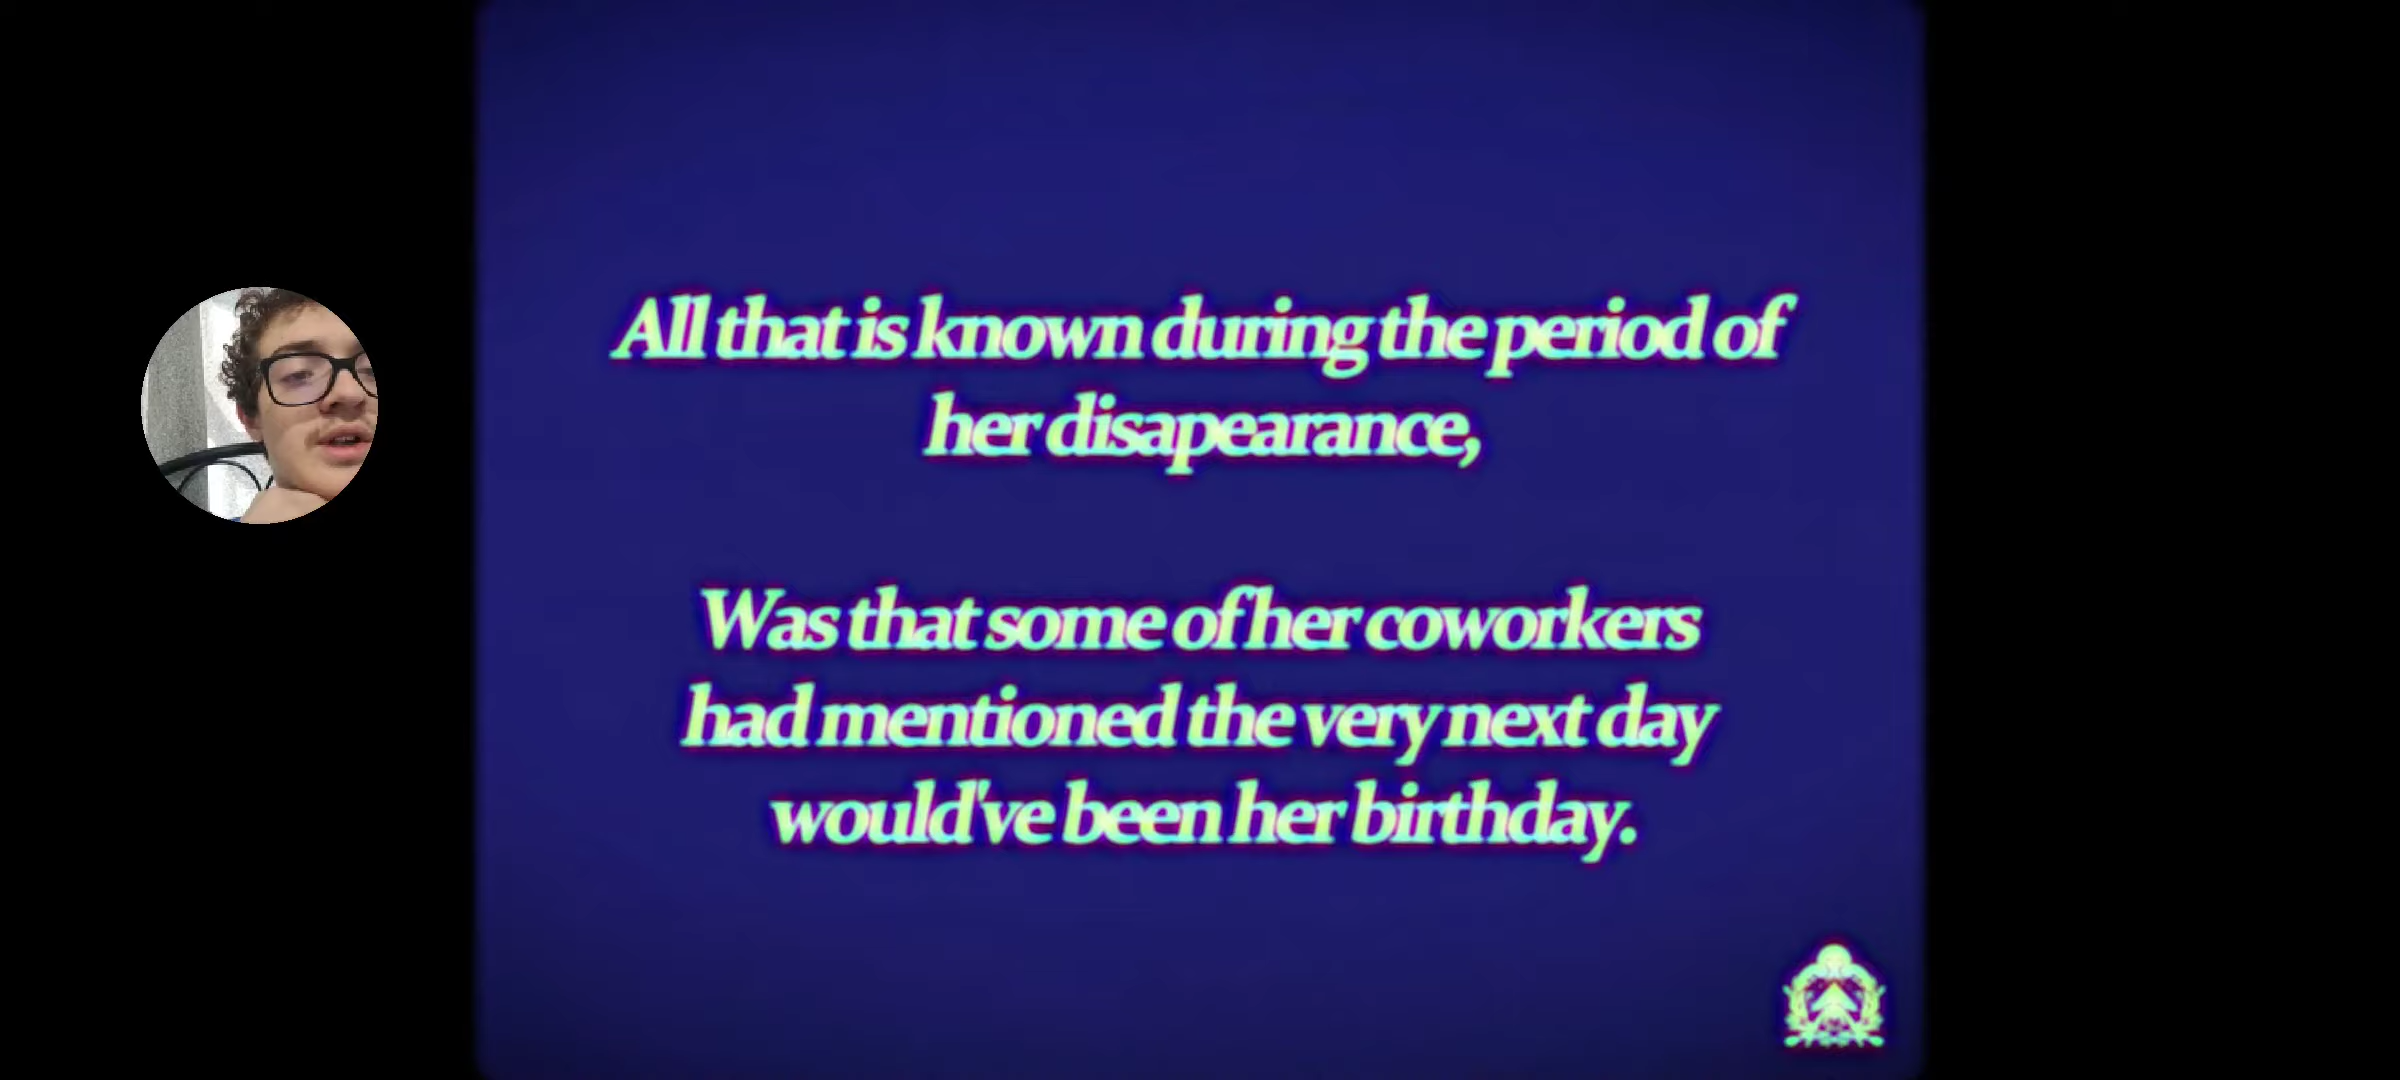 All that is known during the period of
her disapearance,
Was that some of her coworkers
had mentioned the very next day
would've been her birthday.